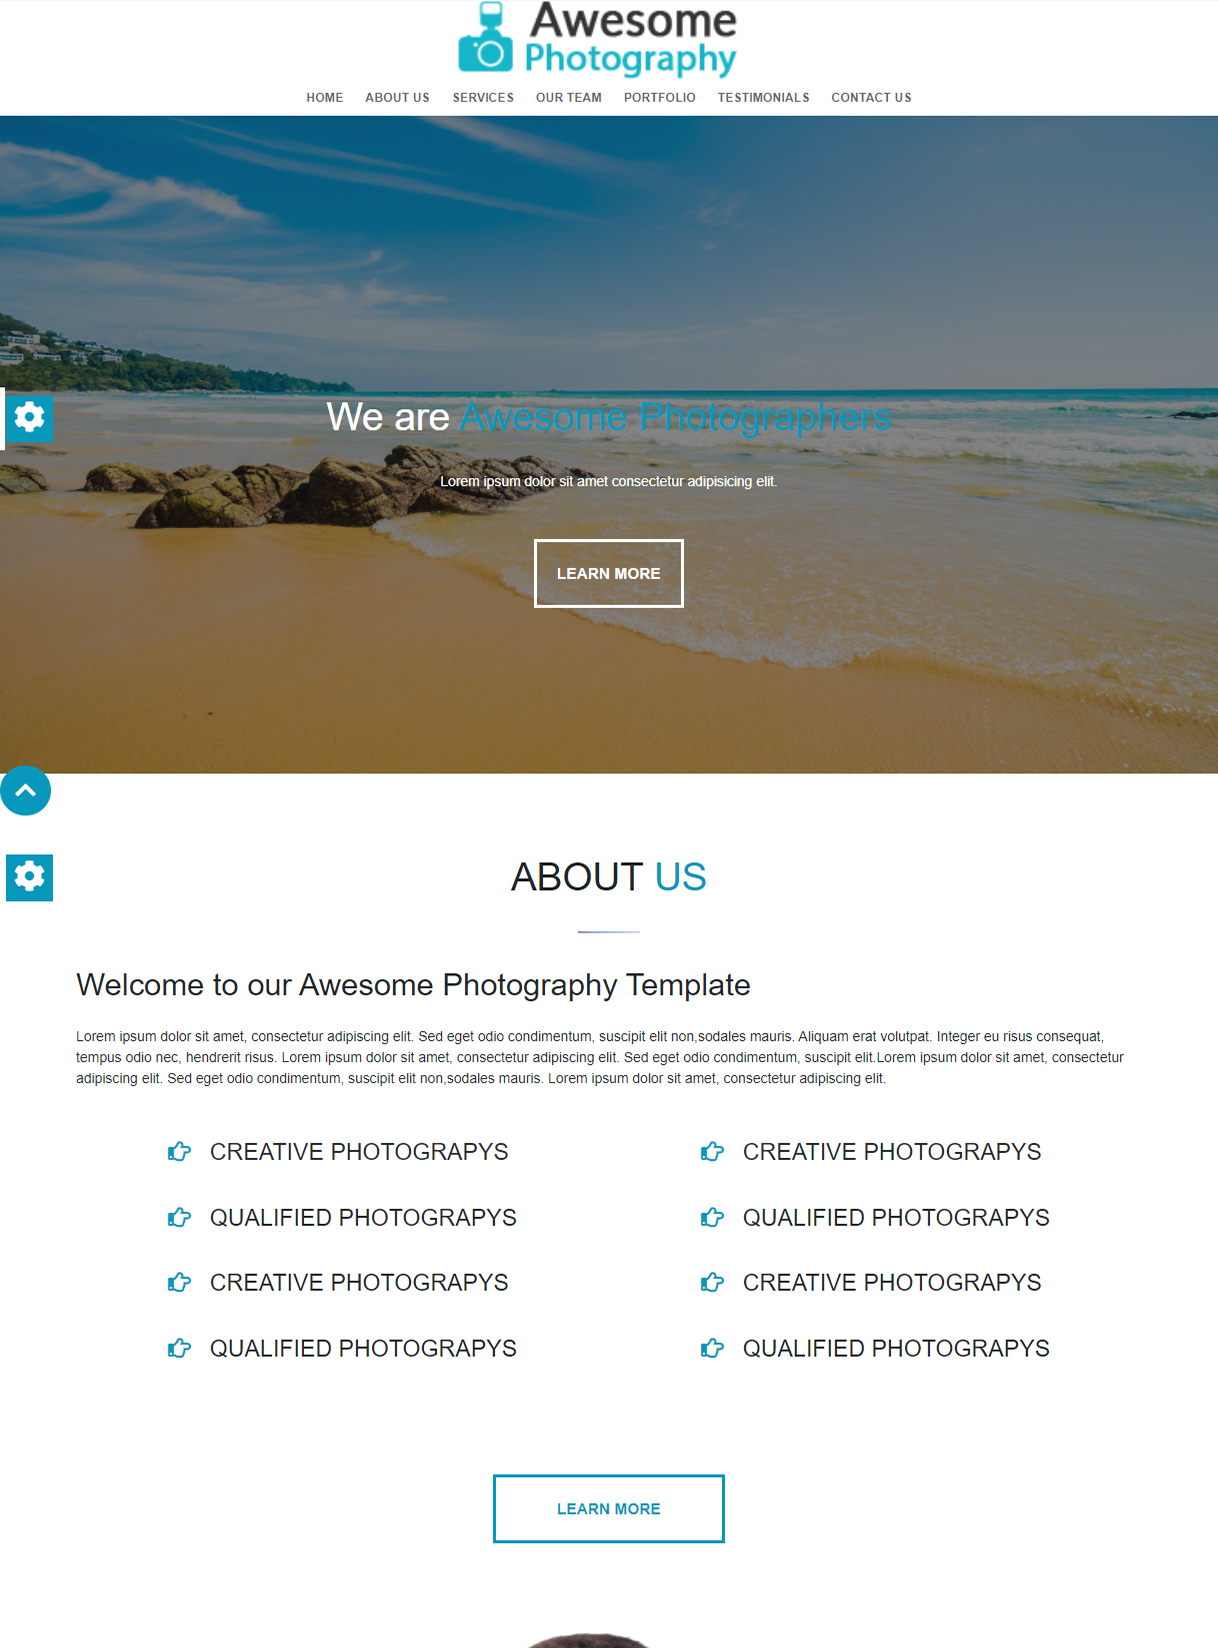 Awesome
Photography
HOME ABOUT US SERVICES OUR TEAM PORTFOLIO TESTIMONIALS CONTACT US
We are Awesome Photographers
Lorem ipsum dolor sit amet consectetur adipisicing elit.
LEARN MORE
ABOUT US
Welcome to our Awesome Photography Template
Lorem ipsum dolor sit amet, consectetur adipiscing elit. Sed eget odio condimentum, suscipit elit non,sodales mauris. Aliquam erat volutpat. Integer eu risus consequat,
tempus odio nec, hendrerit risus. Lorem ipsum dolor sit amet, consectetur adipiscing elit. Sed eget odio condimentum, suscipit elit.Lorem ipsum dolor sit amet, consectetur
adipiscing elit. Sed eget odio condimentum, suscipit elit non,sodales mauris. Lorem ipsum dolor sit amet, consectetur adipiscing elit.
CREATIVE PHOTOGRAPYS CREATIVE PHOTOGRAPYS
QUALIFIED PHOTOGRAPYS QUALIFIED PHOTOGRAPYS
CREATIVE PHOTOGRAPYS CREATIVE PHOTOGRAPYS
QUALIFIED PHOTOGRAPYS QUALIFIED PHOTOGRAPYS
LEARN MORE